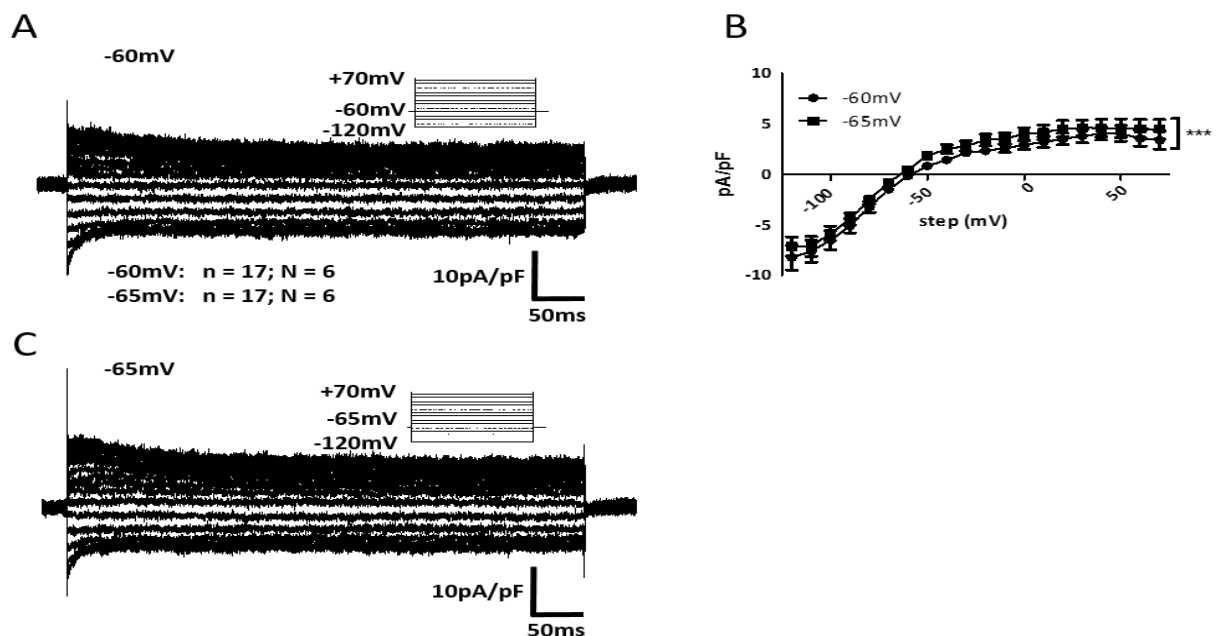 A
-60mV
+70mV
-60mV
-120mV
-60mV: n = 17; N = 6
-65mV: n = 17; N = 6
10pA/pF
50ms
B
10
5
0
-5
-10
pA/pF
-60mV
-65mV
***
-100
-50
0
50
step (mV)
C
-65mV
+70mV
-65mV
-120mV
10pA/pF
50ms